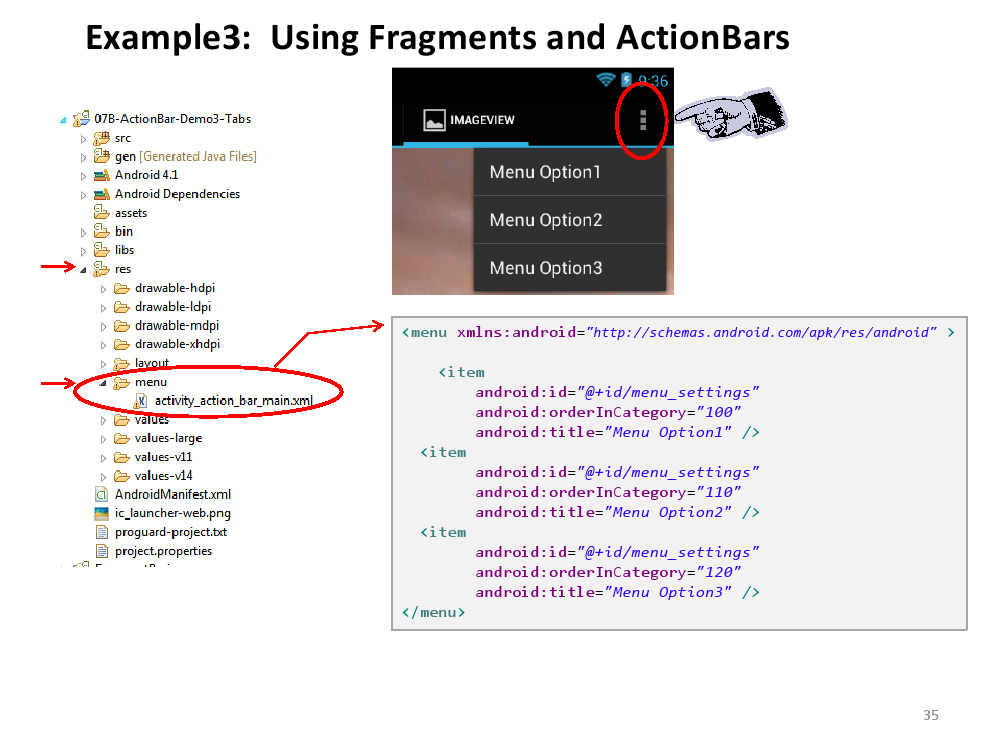 Example3: Using Fragments and ActionBars
9:36
IMAGEVIEW
Menu Option1
Menu Option2
Menu Option3
07B-ActionBar-Demo3-Tabs
src
gen [Generated Java Files]
Android 4.1
Android Dependencies
assets
bin
libs
res
drawable-hdpi
drawable-ldpi
drawable-mdpi
drawable-xhdpi
layout
menu
activity_action_bar_main.xml
values
values-large
values-v11
values-v14
AndroidManifest.xml
ic_launcher-web.png
proguard-project.txt
project.properties
<menu xmlns:android="http://schemas.android.com/apk/res/android" >
<item
android:id="@+id/menu_settings"
android:orderInCategory="100"
android:title="Menu Option1" />
<item
android:id="@+id/menu_settings"
android:orderInCategory="110"
android:title="Menu Option2" />
<item
android:id="@+id/menu_settings"
android:orderInCategory="120"
android:title="Menu Option3" />
</menu>
35